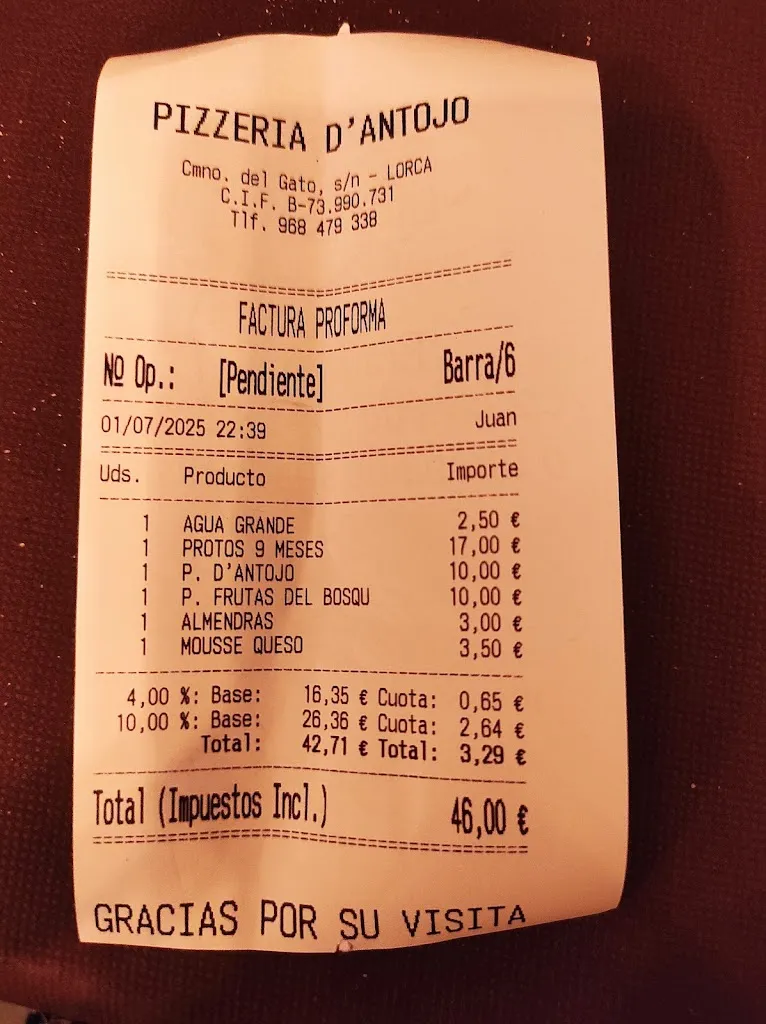 PIZZERIA D'ANTOJO
Cmno. del Gato, s/n - LORCA
C.I.F. B-73.990.731
Tlf. 968 479 338
FACTURA PROFORMA
Nº Op.: [Pendiente] Barra/6
01/07/2025 22:39 Juan
Uds. Producto Importe
1 AGUA GRANDE 2,50 €
1 PROTOS 9 MESES 17,00 €
1 P. D'ANTOJO 10,00 €
1 P. FRUTAS DEL BOSQU 10,00 €
1 ALMENDRAS 3,00 €
1 MOUSSE QUESO 3,50 €
4,00 %: Base: 16,35 € Cuota: 0,65 €
10,00 %: Base: 26,36 € Cuota: 2,64 €
Total: 42,71 € Total: 3,29 €
Total (Impuestos Incl.) 46,00 €
GRACIAS POR SU VISITA